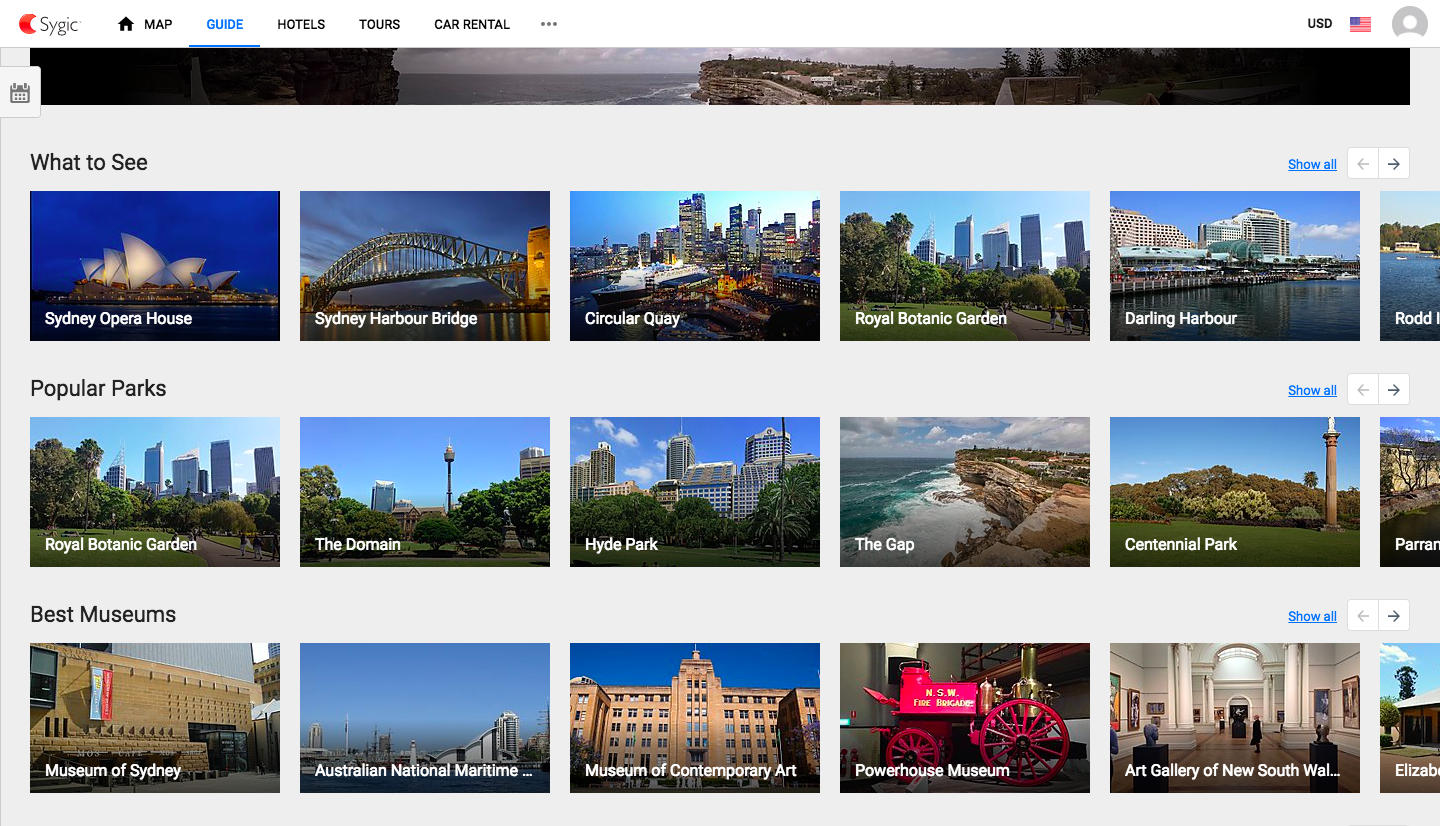 Sygic
MAP
GUIDE
HOTELS
TOURS
CAR RENTAL
USD
What to See
Show all
Sydney Opera House
Sydney Harbour Bridge
Circular Quay
Royal Botanic Garden
Darling Harbour
Rodd I
Popular Parks
Show all
Royal Botanic Garden
The Domain
Hyde Park
The Gap
Centennial Park
Parran
Best Museums
Show all
Museum of Sydney
Australian National Maritime ...
Museum of Contemporary Art
N.S.W.
FIRE BRIGADE
Powerhouse Museum
Art Gallery of New South Wal...
Elizabe